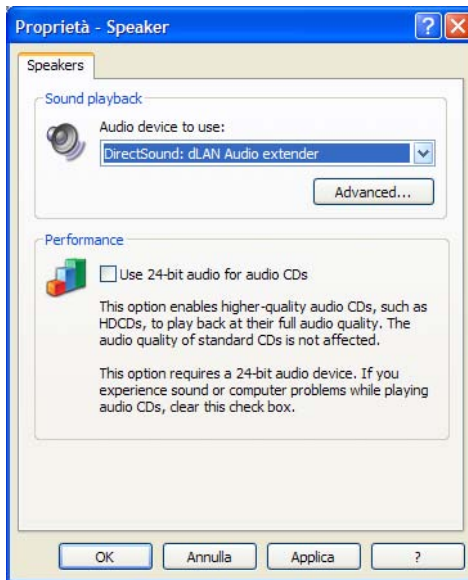 Proprietà - Speaker
?
Speakers
Sound playback
Audio device to use:
DirectSound: dLAN Audio extender
Advanced...
Performance
Use 24-bit audio for audio CDs
This option enables higher-quality audio CDs, such as
HDCDs, to play back at their full audio quality. The
audio quality of standard CDs is not affected.
This option requires a 24-bit audio device. If you
experience sound or computer problems while playing
audio CDs, clear this check box.
OK Annulla Applica ?